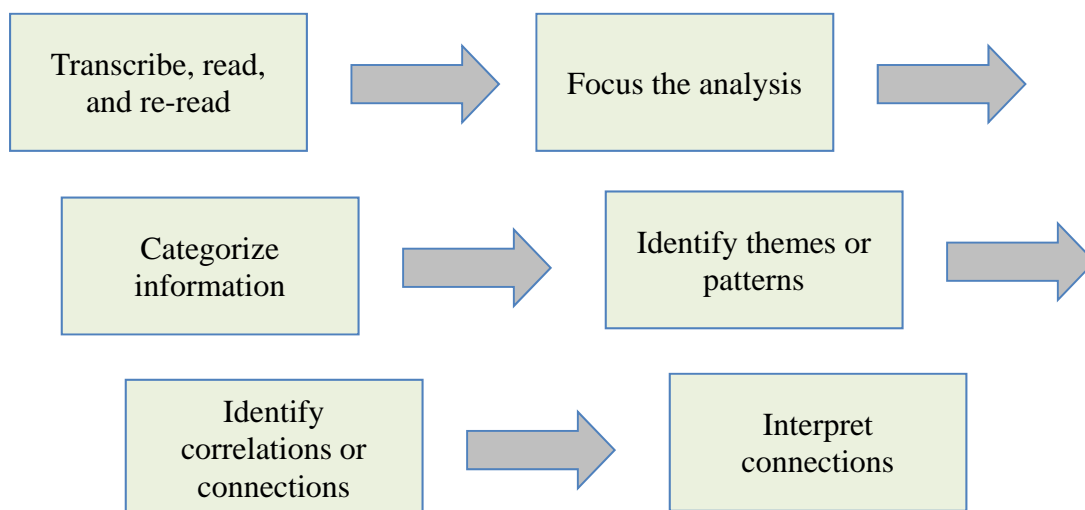 Transcribe, read,
and re-read
Focus the analysis
Categorize
information
Identify themes or
patterns
Identify
correlations or
connections
Interpret
connections